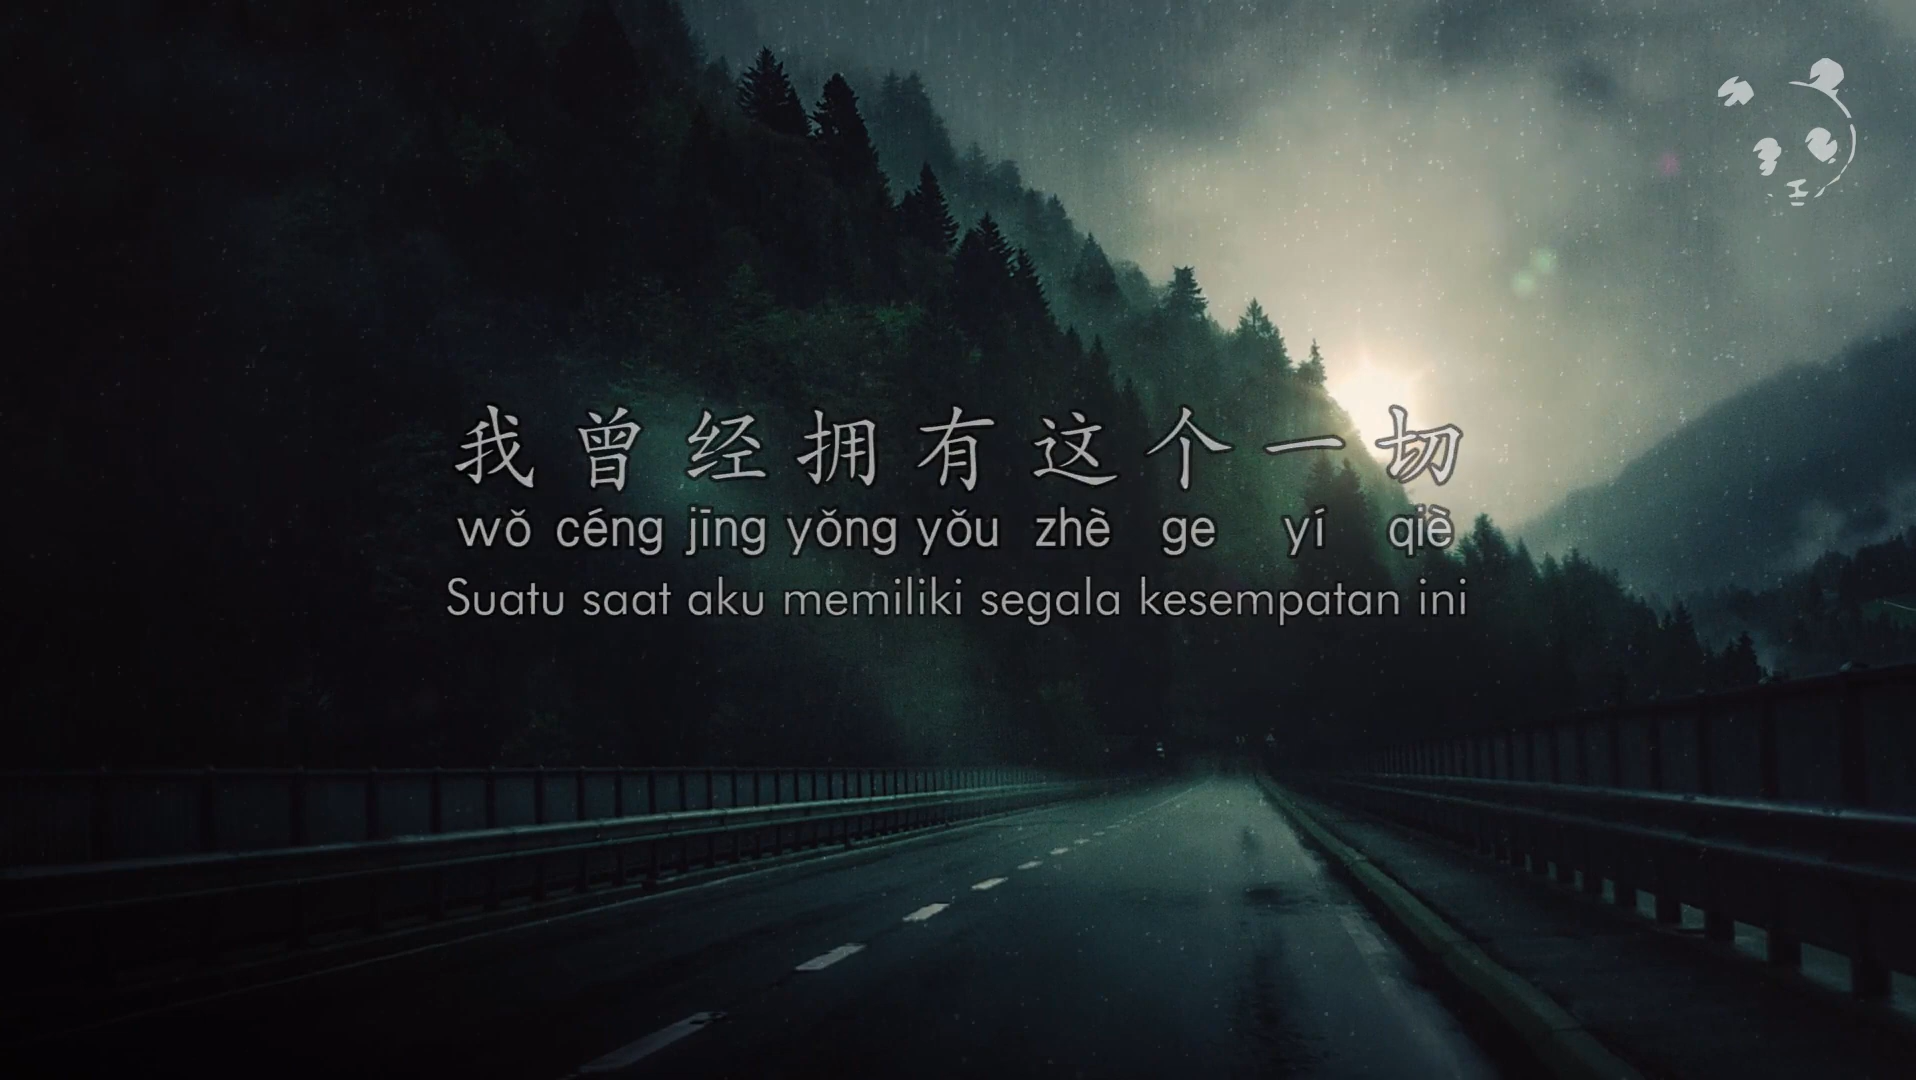 我曾经拥有这个一切
wǒ céng jīng yǒng yǒu zhè ge yí qiè
Suatu saat aku memiliki segala kesempatan ini